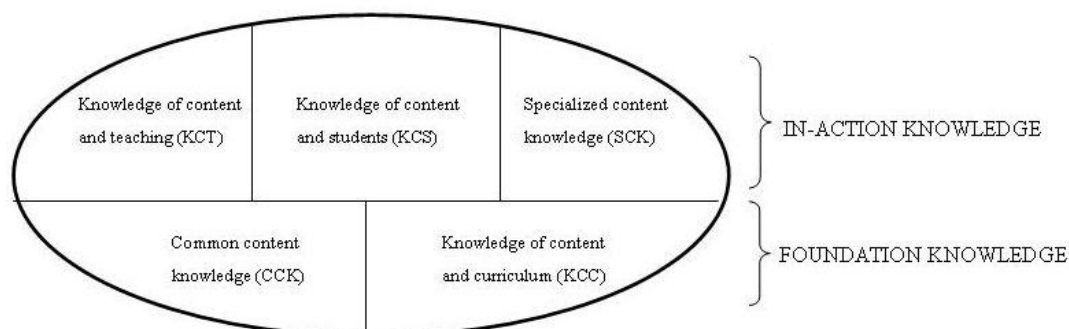 Knowledge of content
and teaching (KCT)
Knowledge of content
and students (KCS)
Specialized content
knowledge (SCK)
IN-ACTION KNOWLEDGE
Common content
knowledge (CCK)
Knowledge of content
and curriculum (KCC)
FOUNDATION KNOWLEDGE